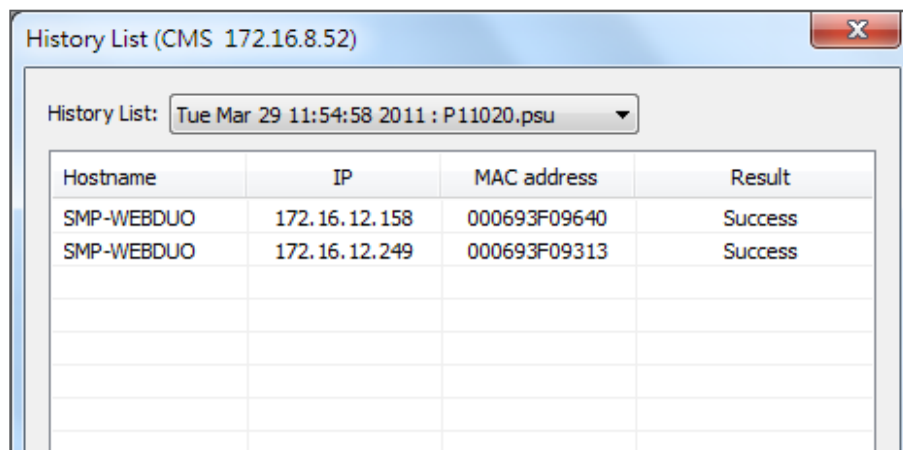 History List (CMS 172.16.8.52)
History List: Tue Mar 29 11:54:58 2011 : P11020.psu
Hostname IP MAC address Result
SMP-WEBDUO 172.16.12.158 000693F09640 Success
SMP-WEBDUO 172.16.12.249 000693F09313 Success